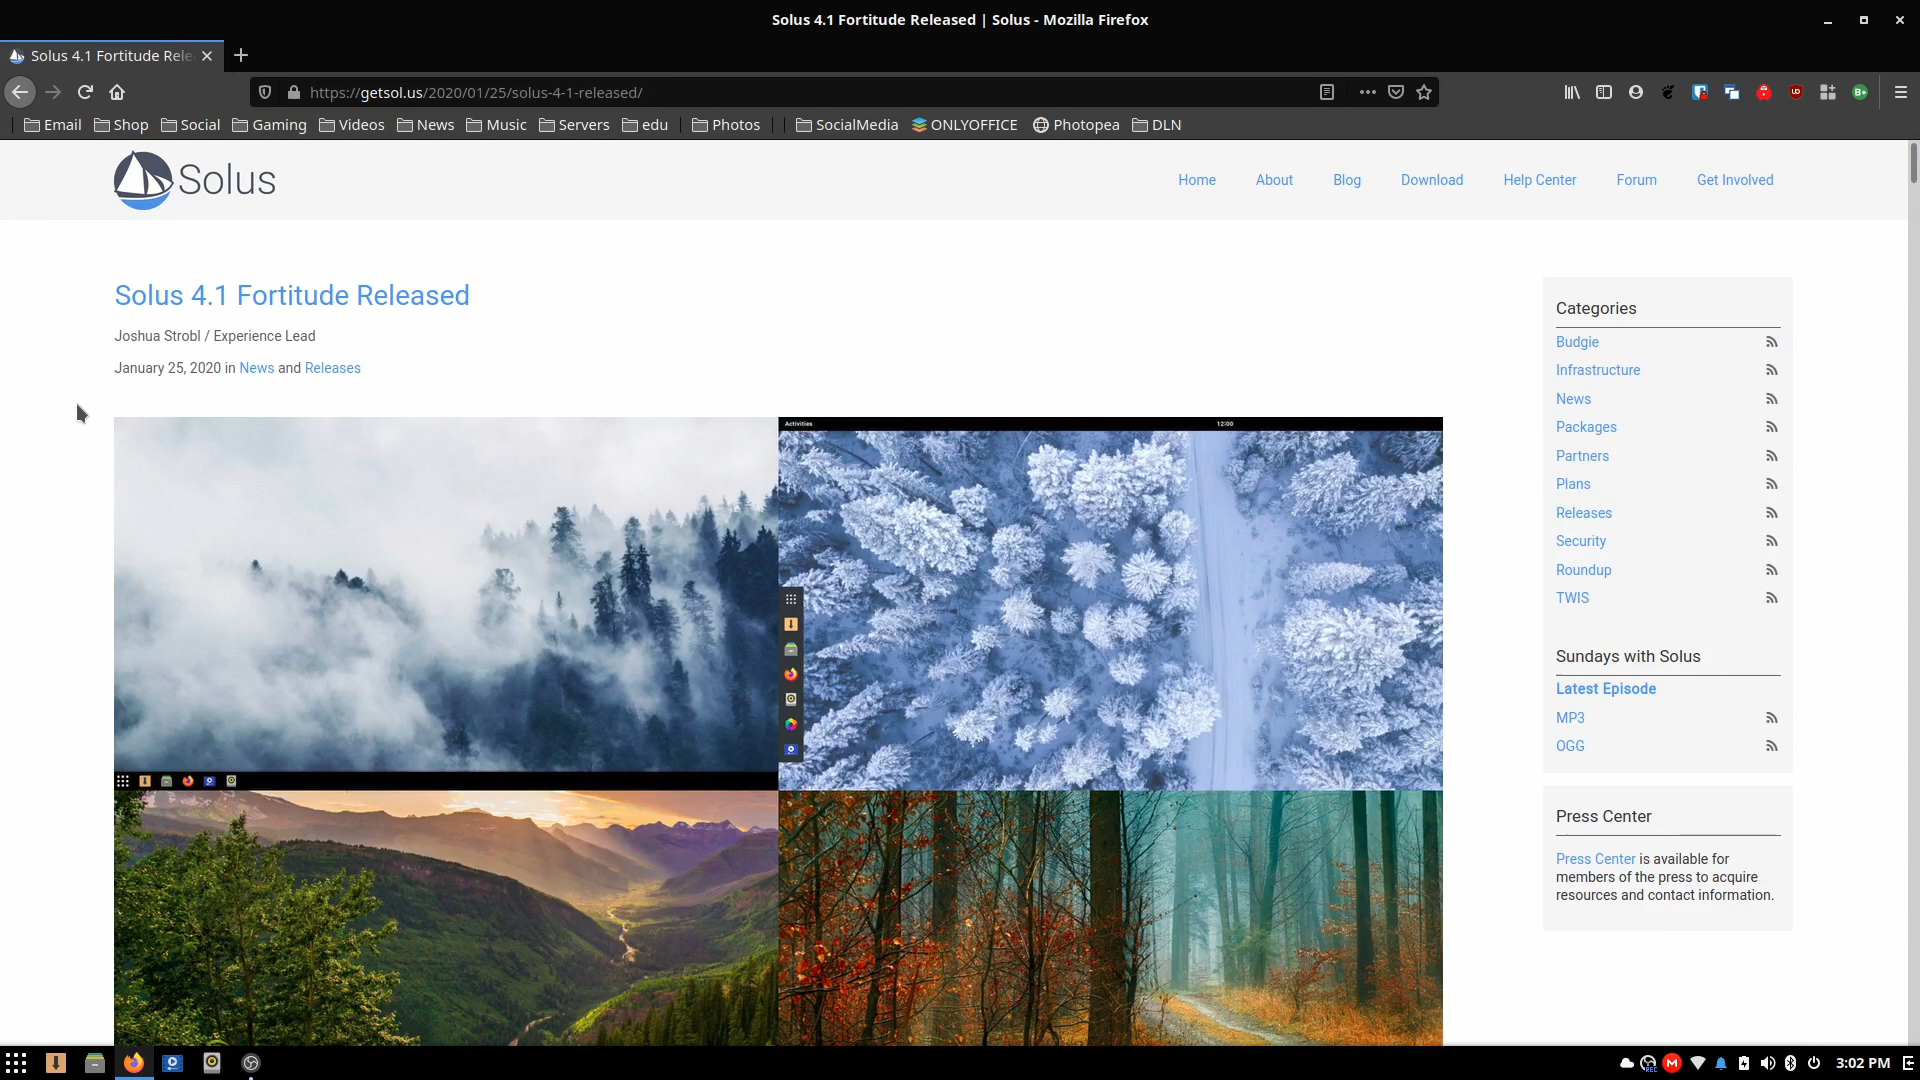 Solus 4.1 Fortitude Released | Solus - Mozilla Firefox
Solus 4.1 Fortitude Rele
https://getsol.us/2020/01/25/solus-4-1-released/
Email Shop Social Gaming Videos News Music Servers edu Photos SocialMedia ONLYOFFICE Photopea DLN
Solus
Home About Blog Download Help Center Forum Get Involved
Solus 4.1 Fortitude Released
Joshua Strobl / Experience Lead
January 25, 2020 in News and Releases
Activities 12:00
Categories
Budgie
Infrastructure
News
Packages
Partners
Plans
Releases
Security
Roundup
TWIS
Sundays with Solus
Latest Episode
MP3
OGG
Press Center
Press Center is available for
members of the press to acquire
resources and contact information.
3:02 PM